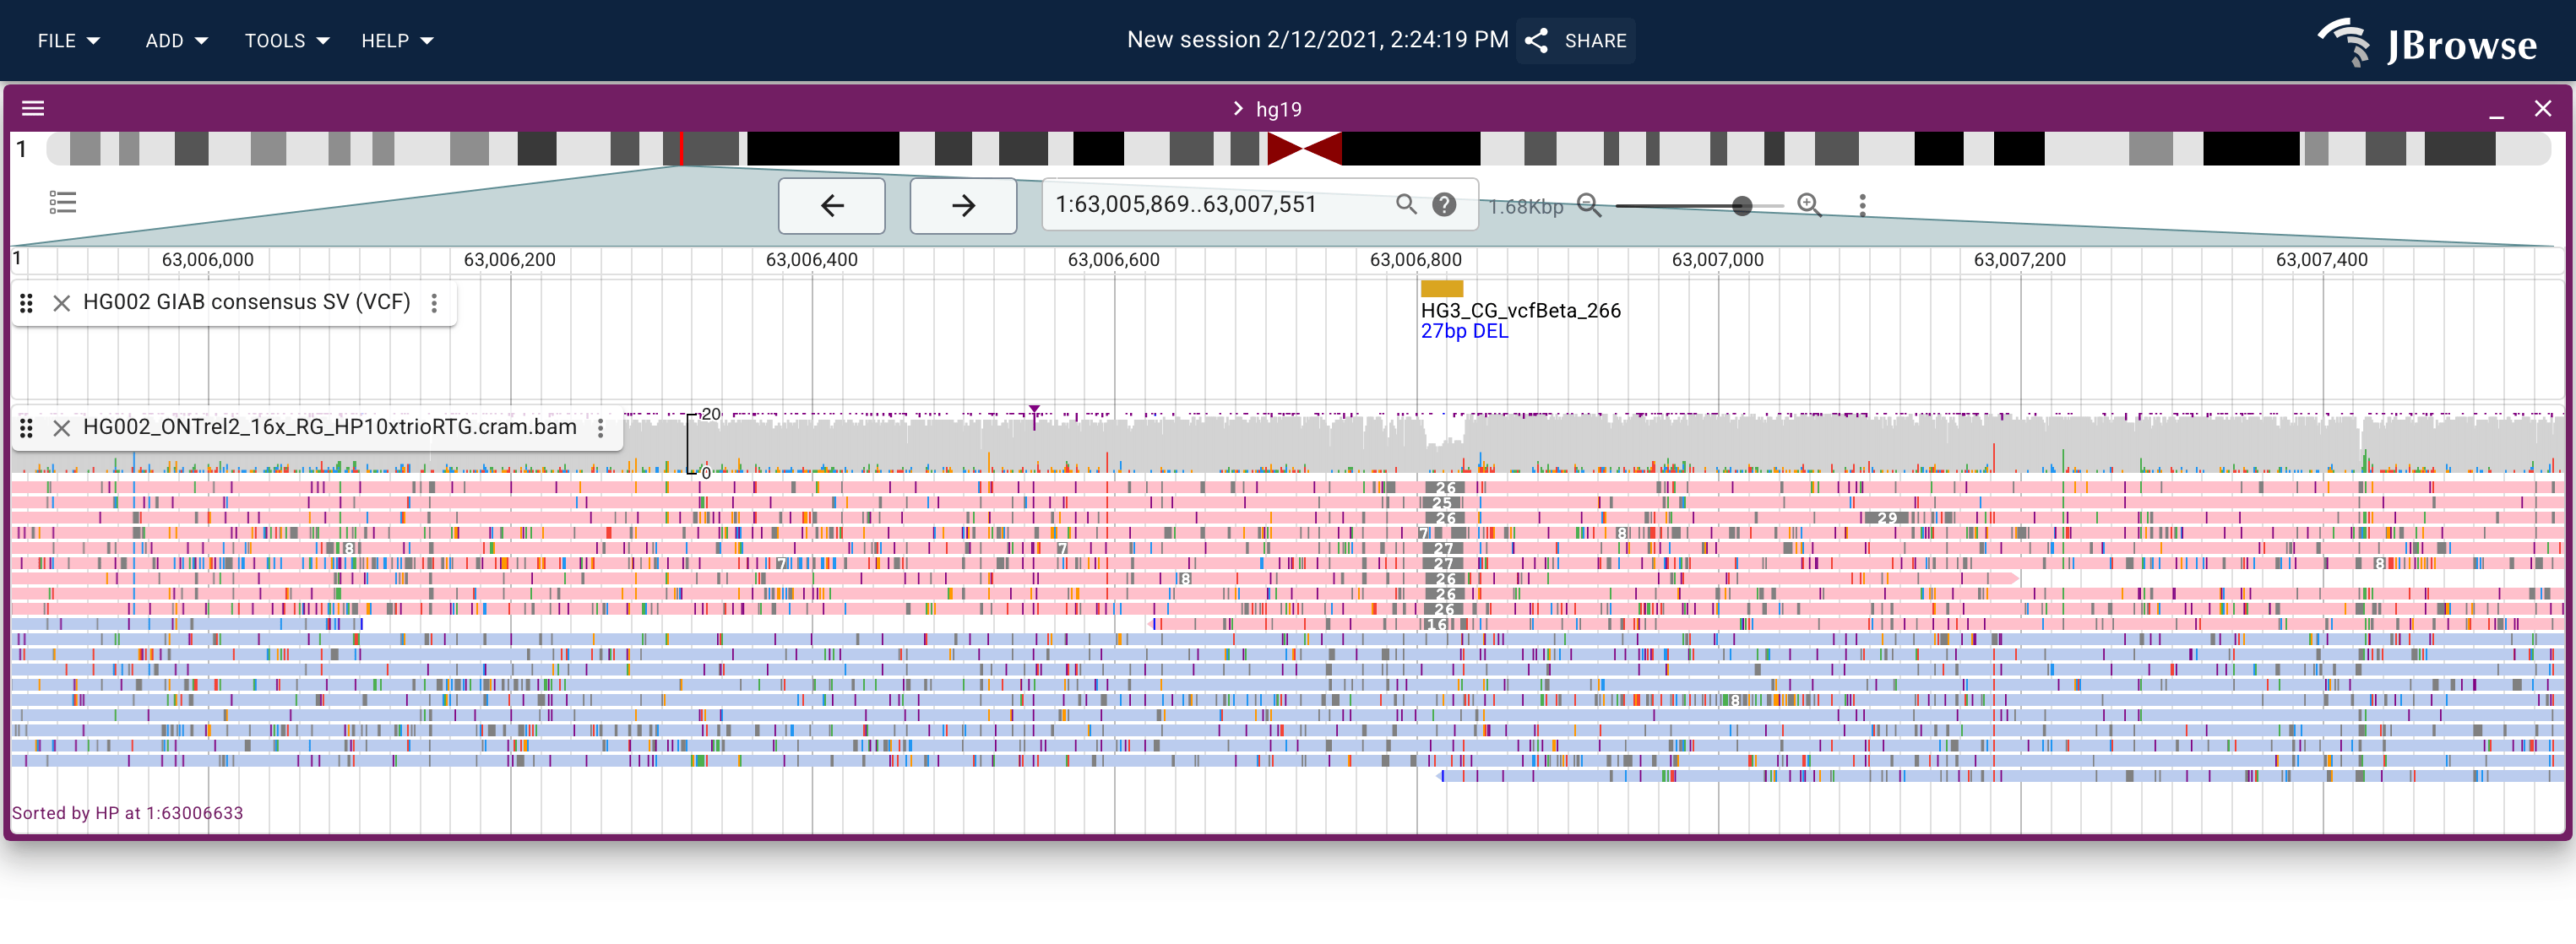 FILE ADD TOOLS HELP New session 2/12/2021, 2:24:19 PM SHARE JBrowse
hg19
1
1:63,005,869..63,007,551 1.68Kbp
1 63,006,000 63,006,200 63,006,400 63,006,600 63,006,800 63,007,000 63,007,200 63,007,400
HG002 GIAB consensus SV (VCF)
HG3_CG_vcfBeta_266
27bp DEL
20
HG002_ONTrel2_16x_RG_HP10xtrioRTG.cram.bam
0
26
25
26 29
7 8
8 7 27
7 27 8
8 26
26
26
16
8
Sorted by HP at 1:63006633